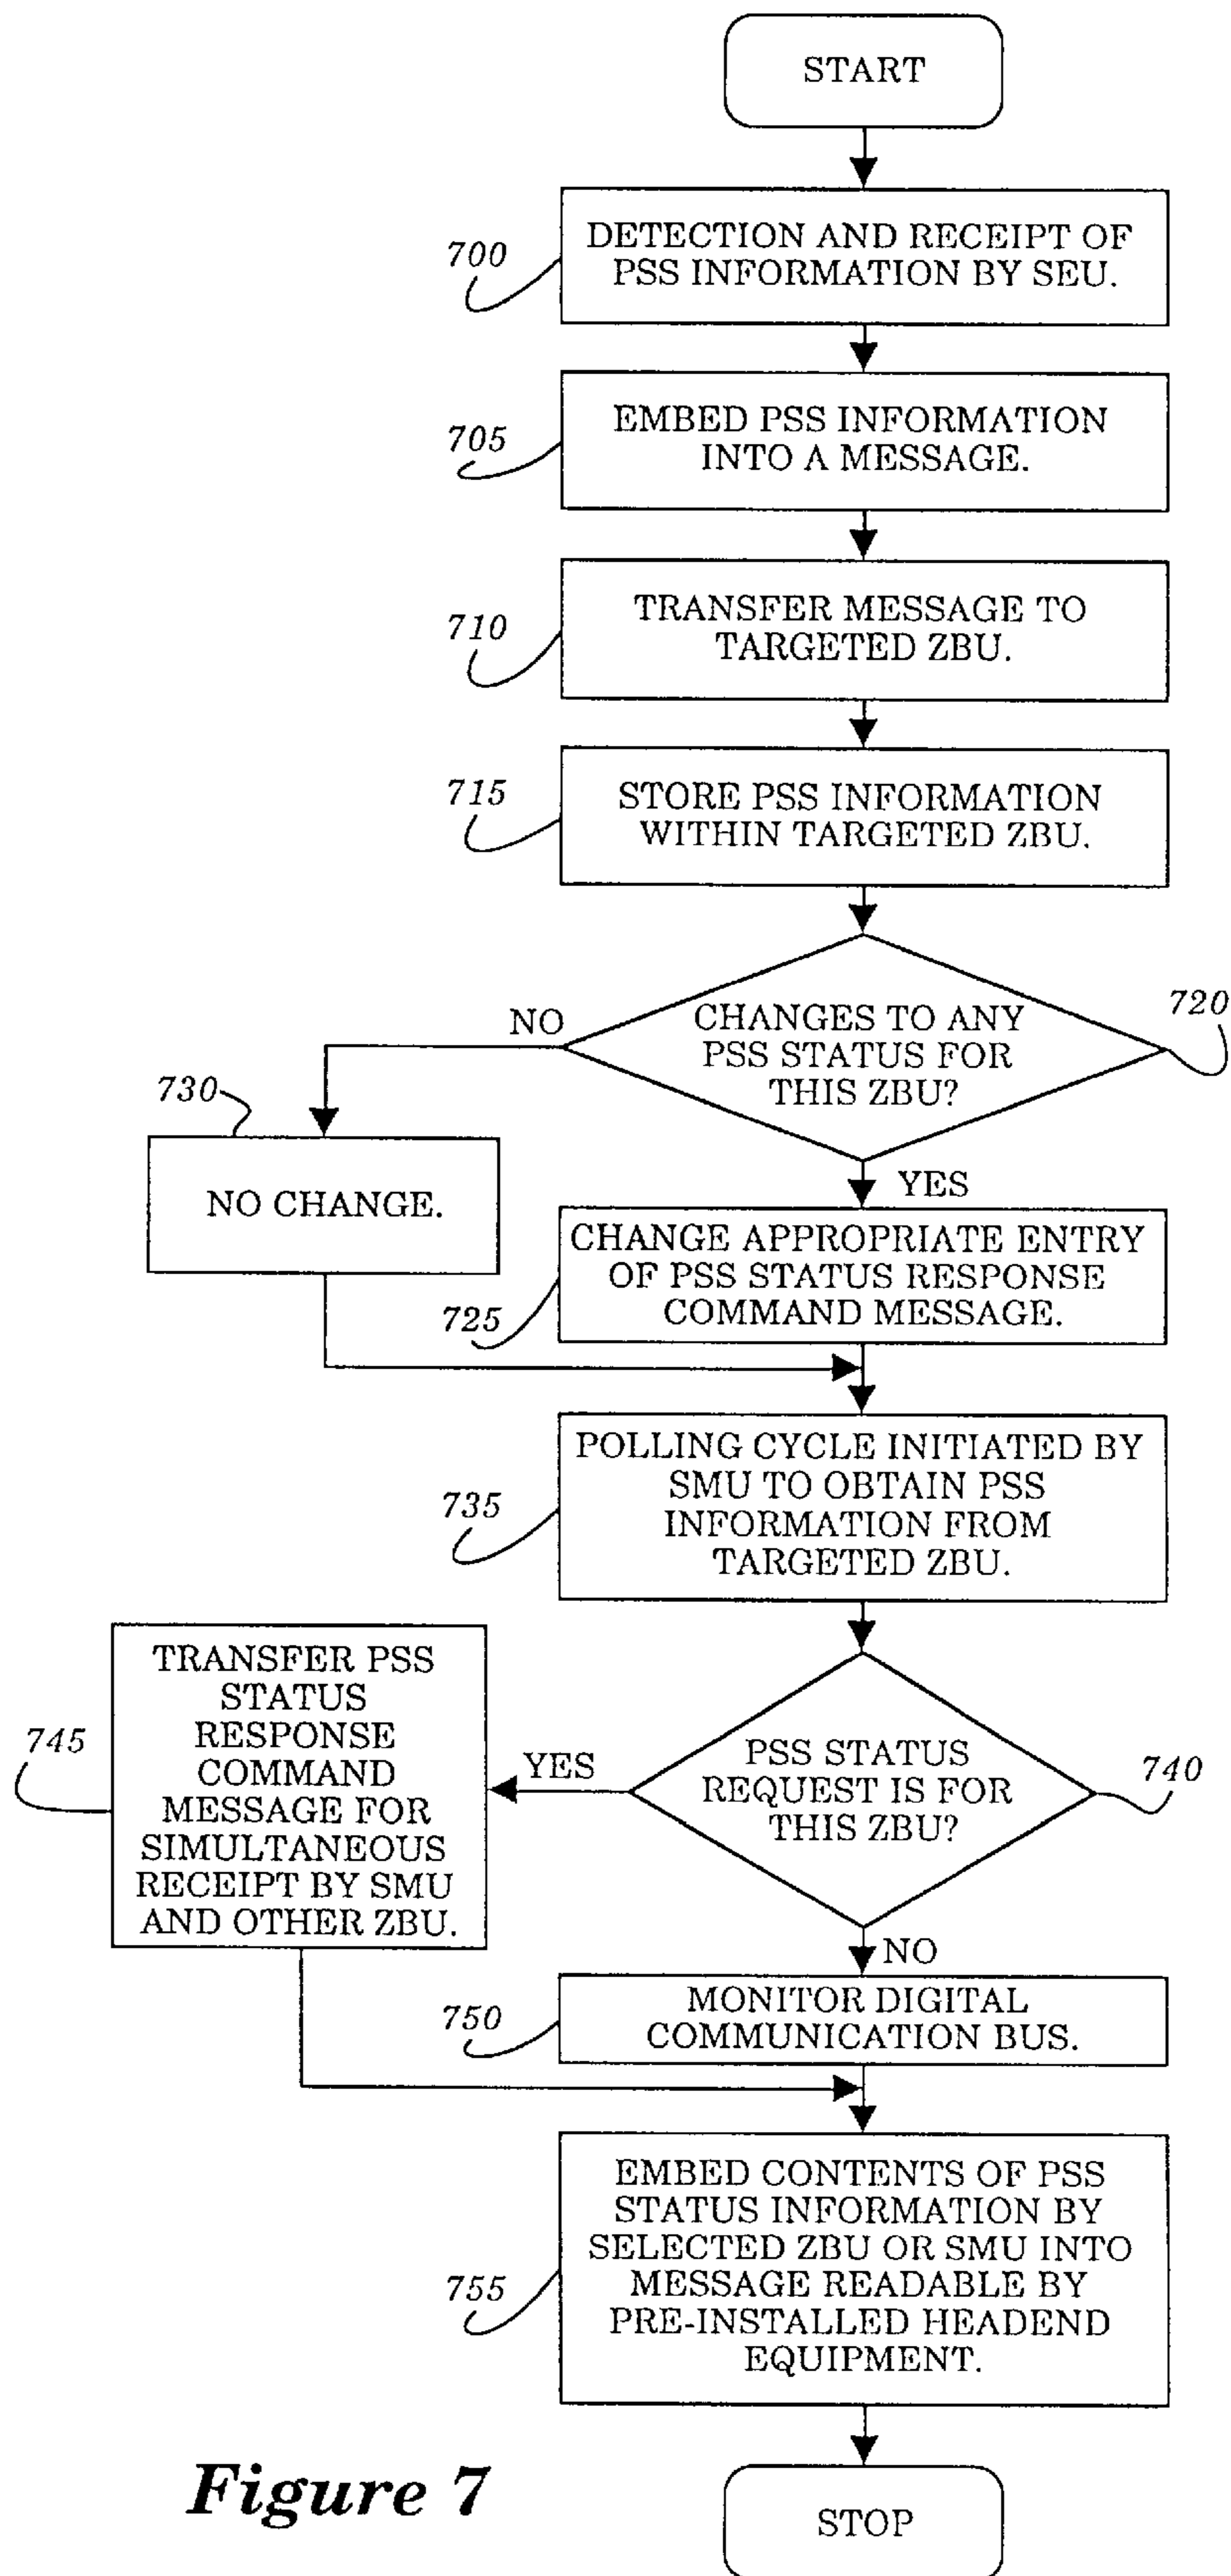 START
700
DETECTION AND RECEIPT OF
PSS INFORMATION BY SEU.
705
EMBED PSS INFORMATION
INTO A MESSAGE.
710
TRANSFER MESSAGE TO
TARGETED ZBU.
715
STORE PSS INFORMATION
WITHIN TARGETED ZBU.
720
CHANGES TO ANY
PSS STATUS FOR
THIS ZBU?
NO
730
NO CHANGE.
YES
725
CHANGE APPROPRIATE ENTRY
OF PSS STATUS RESPONSE
COMMAND MESSAGE.
735
POLLING CYCLE INITIATED BY
SMU TO OBTAIN PSS
INFORMATION FROM
TARGETED ZBU.
740
PSS STATUS
REQUEST IS FOR
THIS ZBU?
YES
745
TRANSFER PSS
STATUS
RESPONSE
COMMAND
MESSAGE FOR
SIMULTANEOUS
RECEIPT BY SMU
AND OTHER ZBU.
NO
750
MONITOR DIGITAL
COMMUNICATION BUS.
755
EMBED CONTENTS OF PSS
STATUS INFORMATION BY
SELECTED ZBU OR SMU INTO
MESSAGE READABLE BY
PRE-INSTALLED HEADEND
EQUIPMENT.
STOP
Figure 7